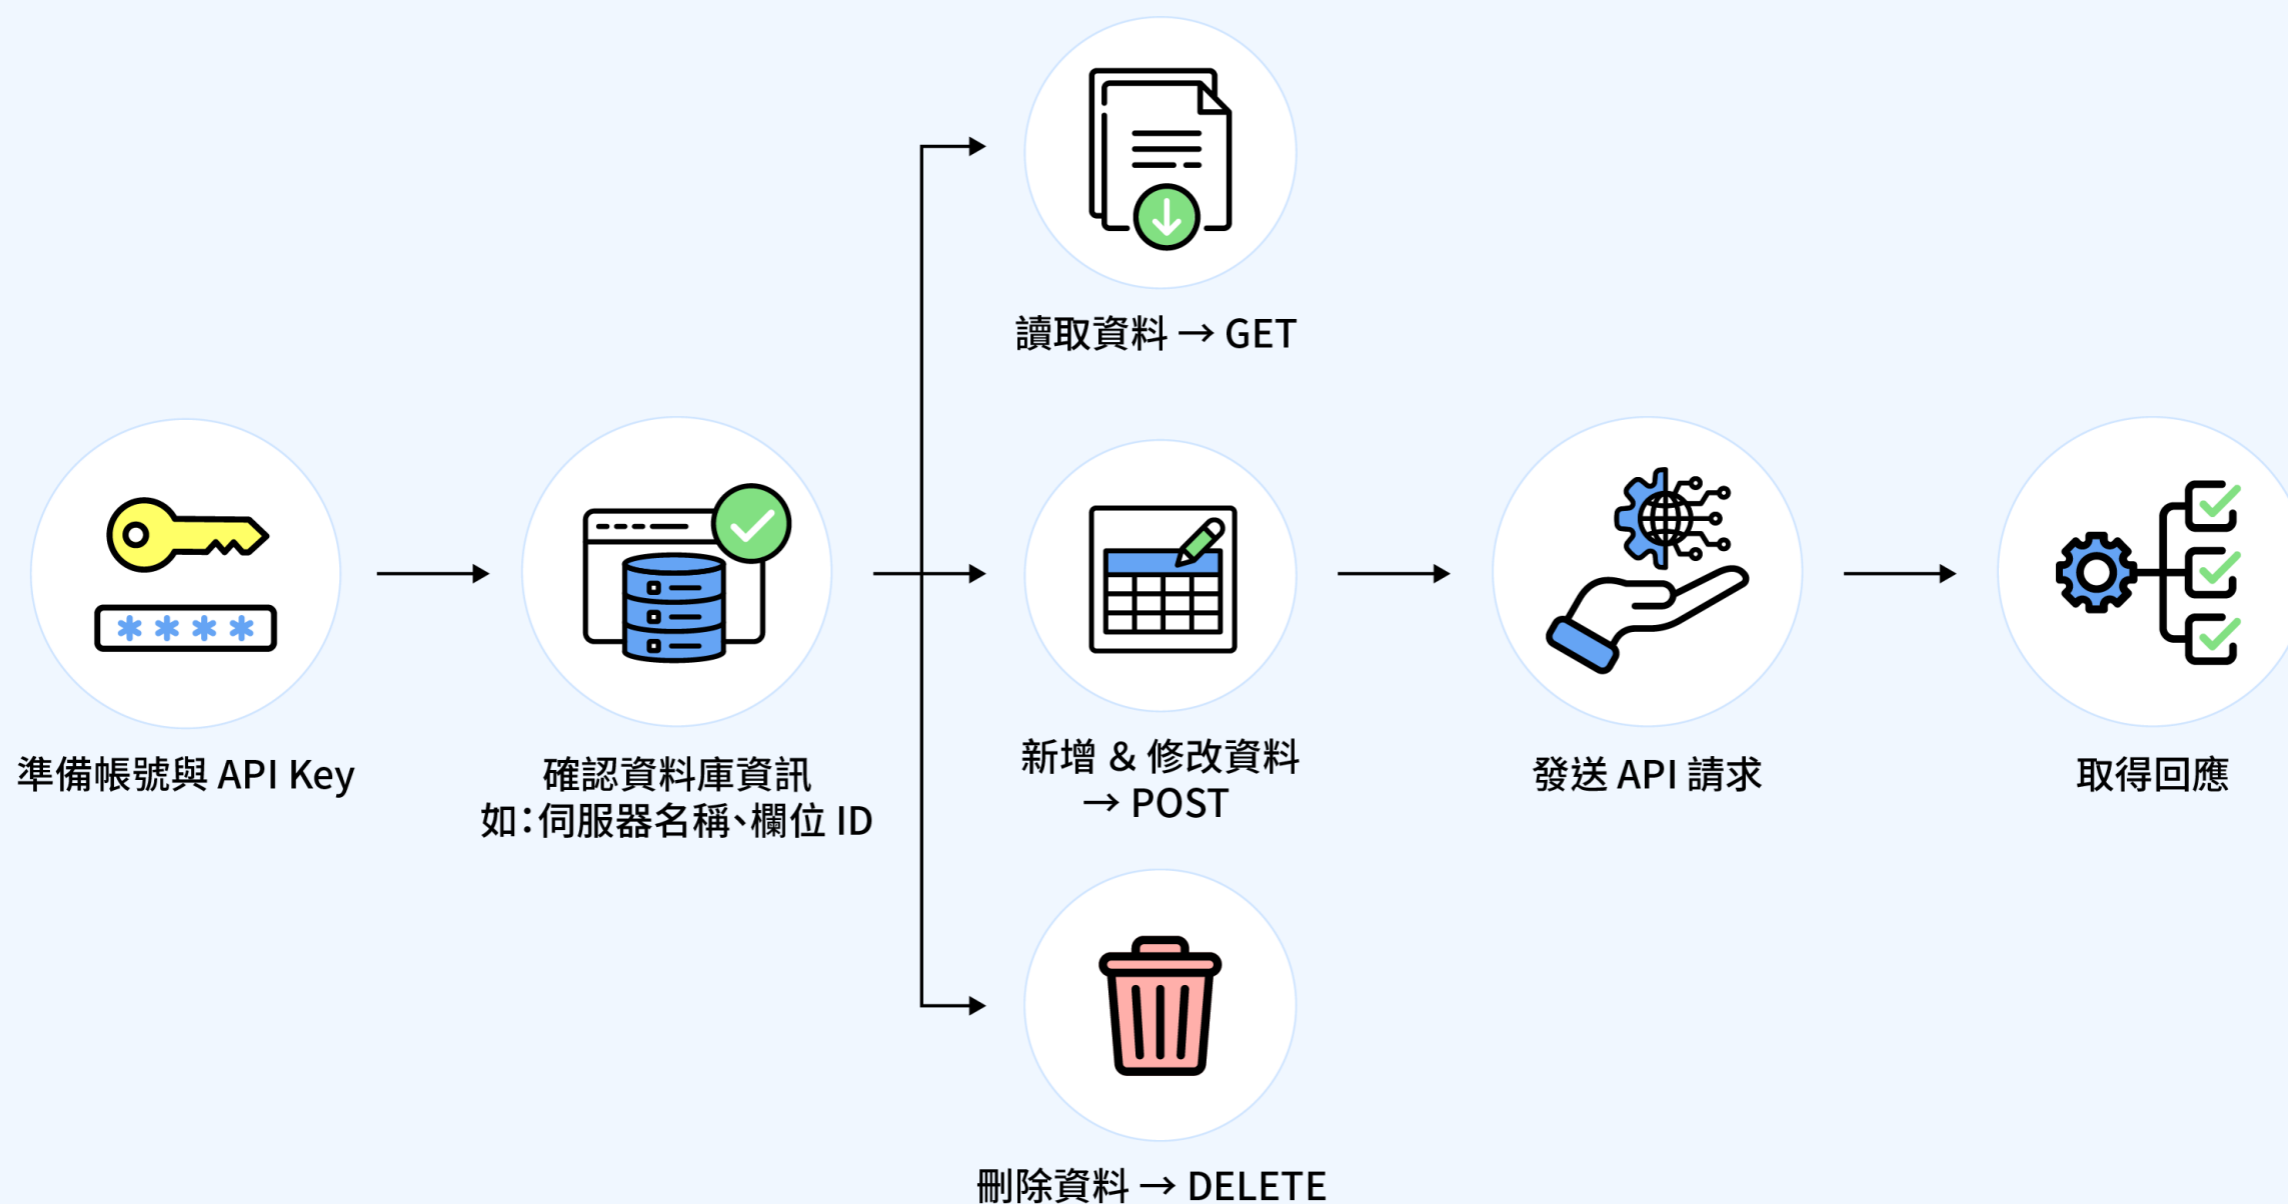 準備帳號與 API Key
確認資料庫資訊
如：伺服器名稱、欄位 ID
讀取資料 → GET
新增 & 修改資料
→ POST
刪除資料 → DELETE
發送 API 請求
取得回應